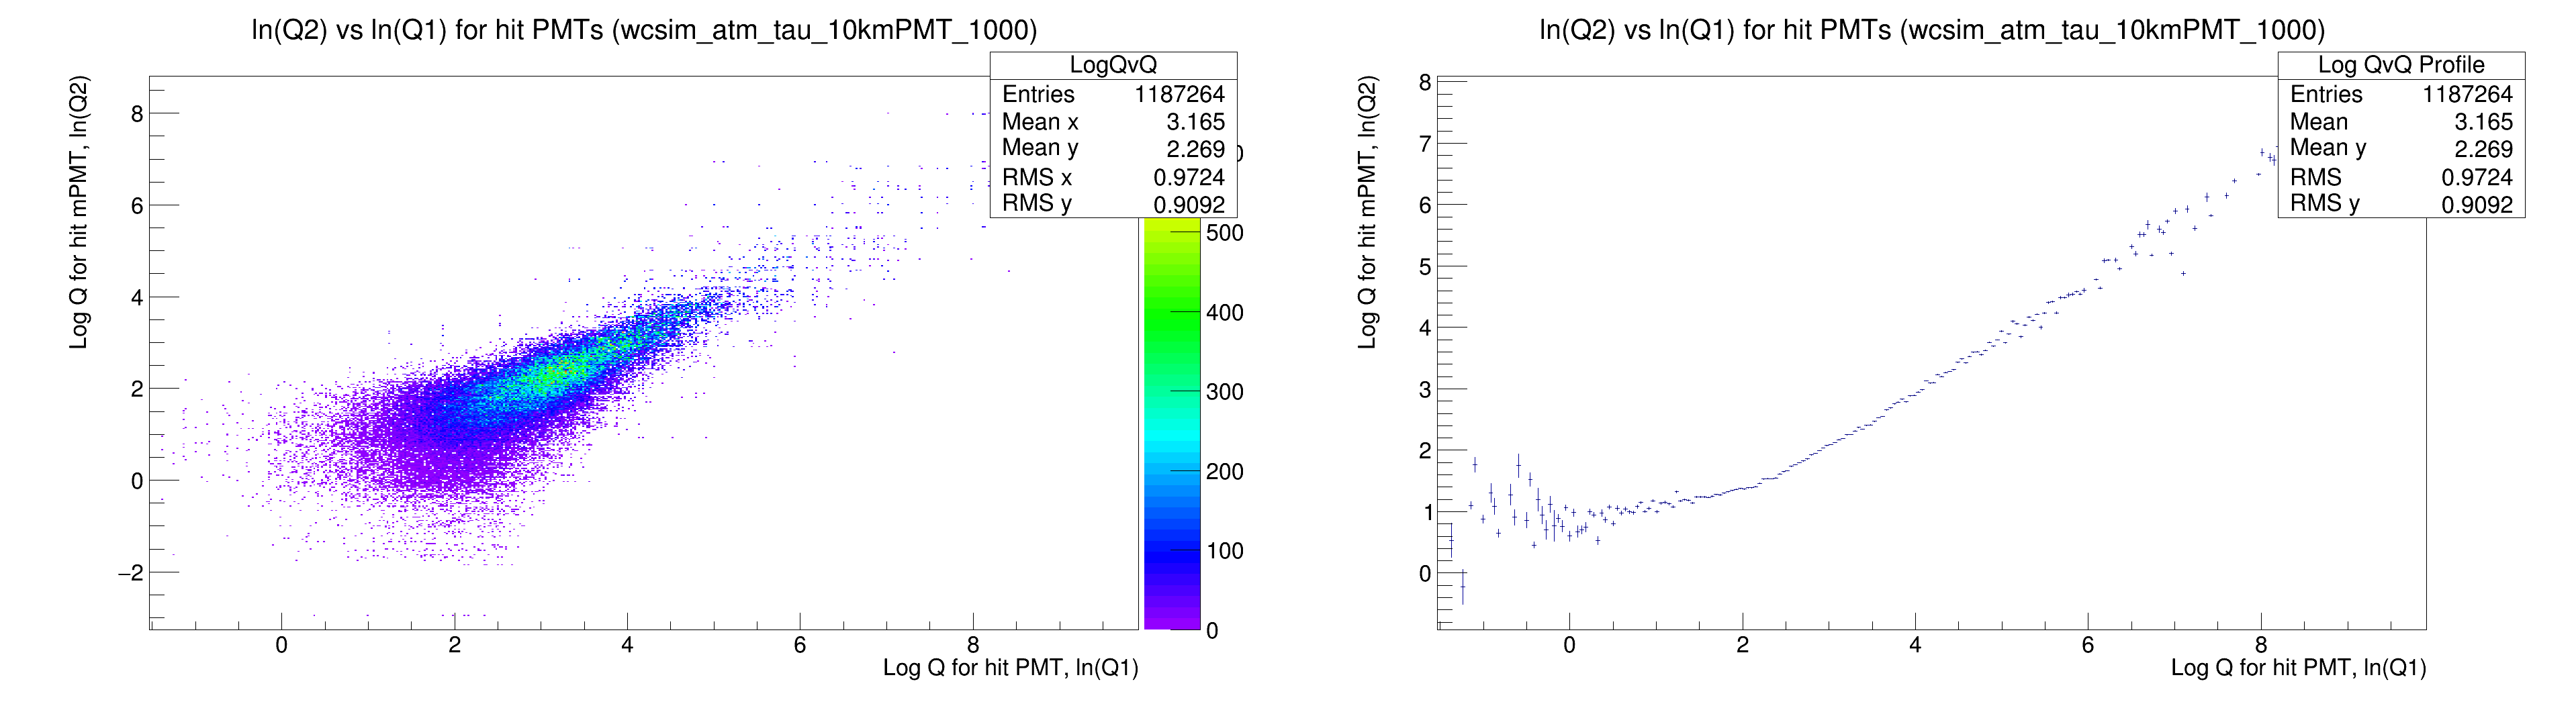 ln(Q2) vs ln(Q1) for hit PMTs (wcsim_atm_tau_10kmPMT_1000)
LogQvQ
Entries 1187264
Mean x 3.165
Mean y 2.269
RMS x 0.9724
RMS y 0.9092
Log Q for hit mPMT, ln(Q2)
8
6
4
2
0
−2
0 2 4 6 8
Log Q for hit PMT, ln(Q1)
500
400
300
200
100
0
ln(Q2) vs ln(Q1) for hit PMTs (wcsim_atm_tau_10kmPMT_1000)
Log QvQ Profile
Entries 1187264
Mean 3.165
Mean y 2.269
RMS 0.9724
RMS y 0.9092
Log Q for hit mPMT, ln(Q2)
8
7
6
5
4
3
2
1
0
0 2 4 6 8
Log Q for hit PMT, ln(Q1)